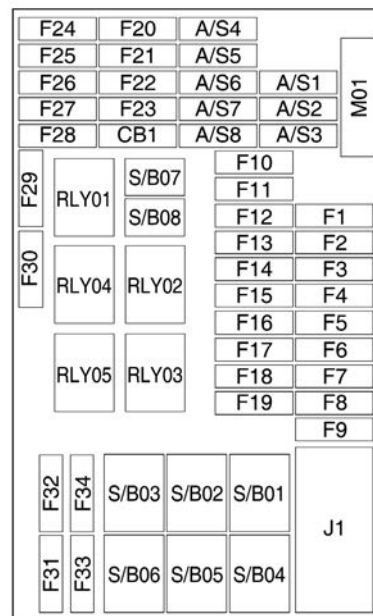 F24 F20 A/S4
F25 F21 A/S5
F26 F22 A/S6 A/S1
F27 F23 A/S7 A/S2
F28 CB1 A/S8 A/S3
M01
F29
F30
RLY01
S/B07
S/B08
RLY04 RLY02
RLY05 RLY03
F10
F11
F12 F1
F13 F2
F14 F3
F15 F4
F16 F5
F17 F6
F18 F7
F19 F8
F9
F32 F34 S/B03 S/B02 S/B01
F31 F33 S/B06 S/B05 S/B04
J1